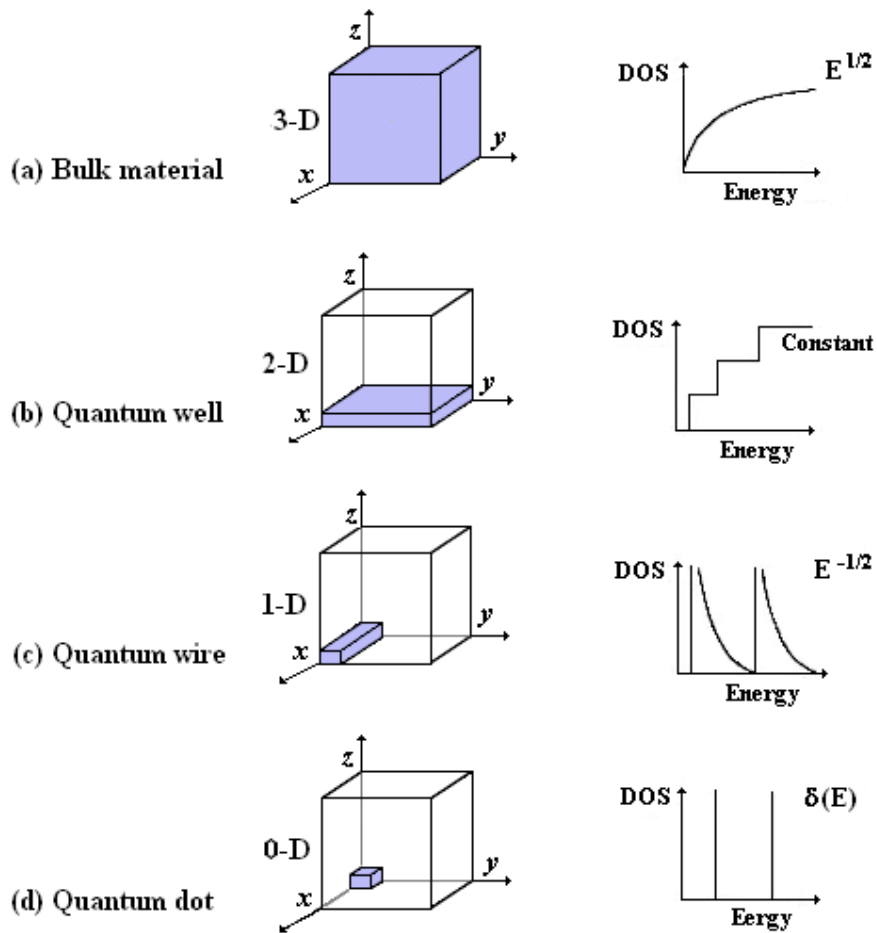 z
DOS
E^1/2
3-D
y
(a) Bulk material
x
Energy
z
DOS
Constant
2-D
y
(b) Quantum well
x
Energy
z
DOS
E^-1/2
1-D
y
(c) Quantum wire
x
Energy
z
DOS
δ(E)
0-D
y
(d) Quantum dot
x
Eergy